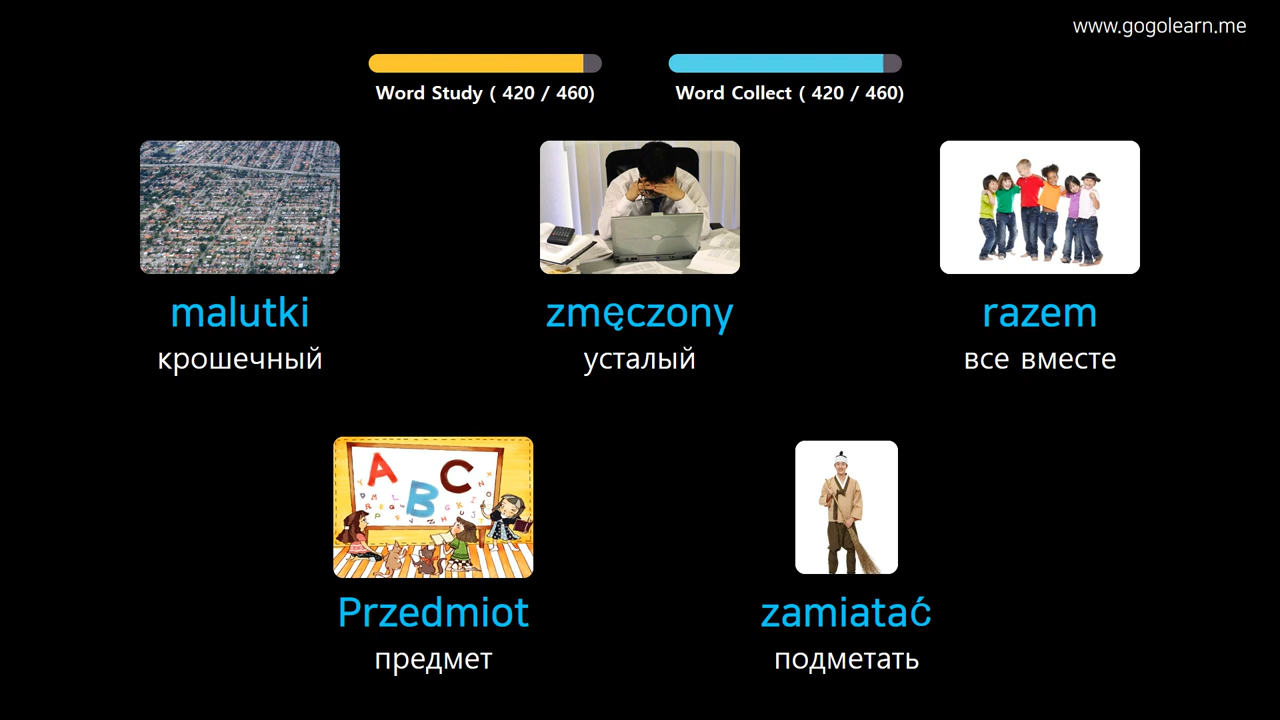 www.gogolearn.me
Word Study ( 420 / 460)
Word Collect ( 420 / 460)
malutki
zmęczony
razem
крошечный
усталый
все вместе
A B C
Przedmiot
zamiatać
предмет
подметать